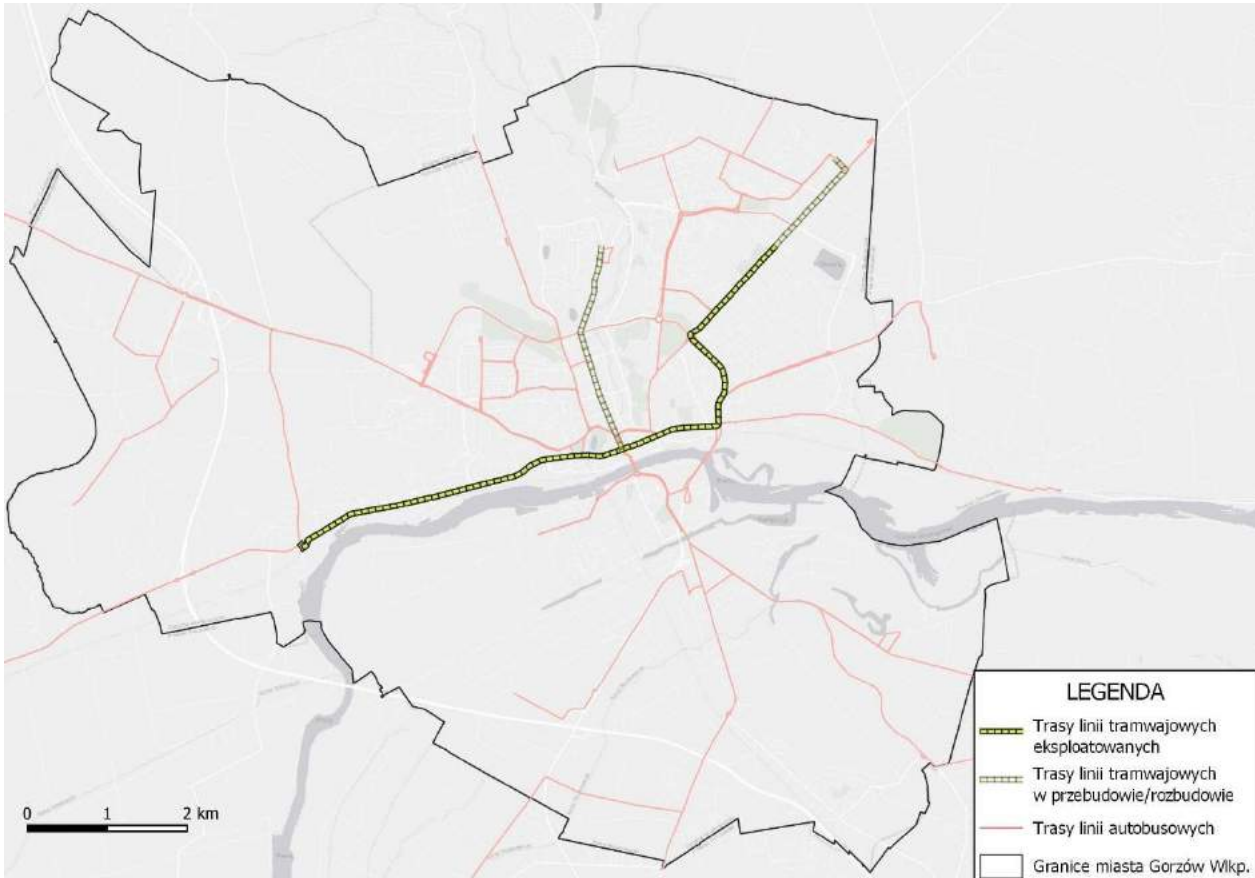 0 1 2 km
LEGENDA
Trasy linii tramwajowych
eksploatowanych
Trasy linii tramwajowych
w przebudowie/rozbudowie
Trasy linii autobusowych
Granice miasta Gorzów Wlkp.